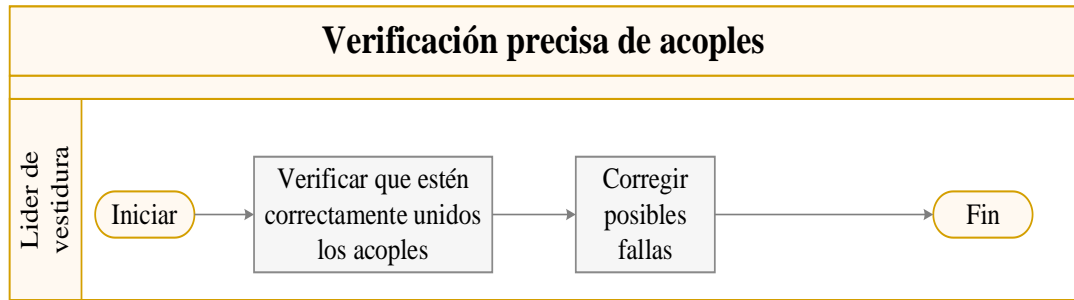 Verificación precisa de acoples
Lider de
vestidura
Iniciar
Verificar que estén
correctamente unidos
los acoples
Corregir
posibles
fallas
Fin